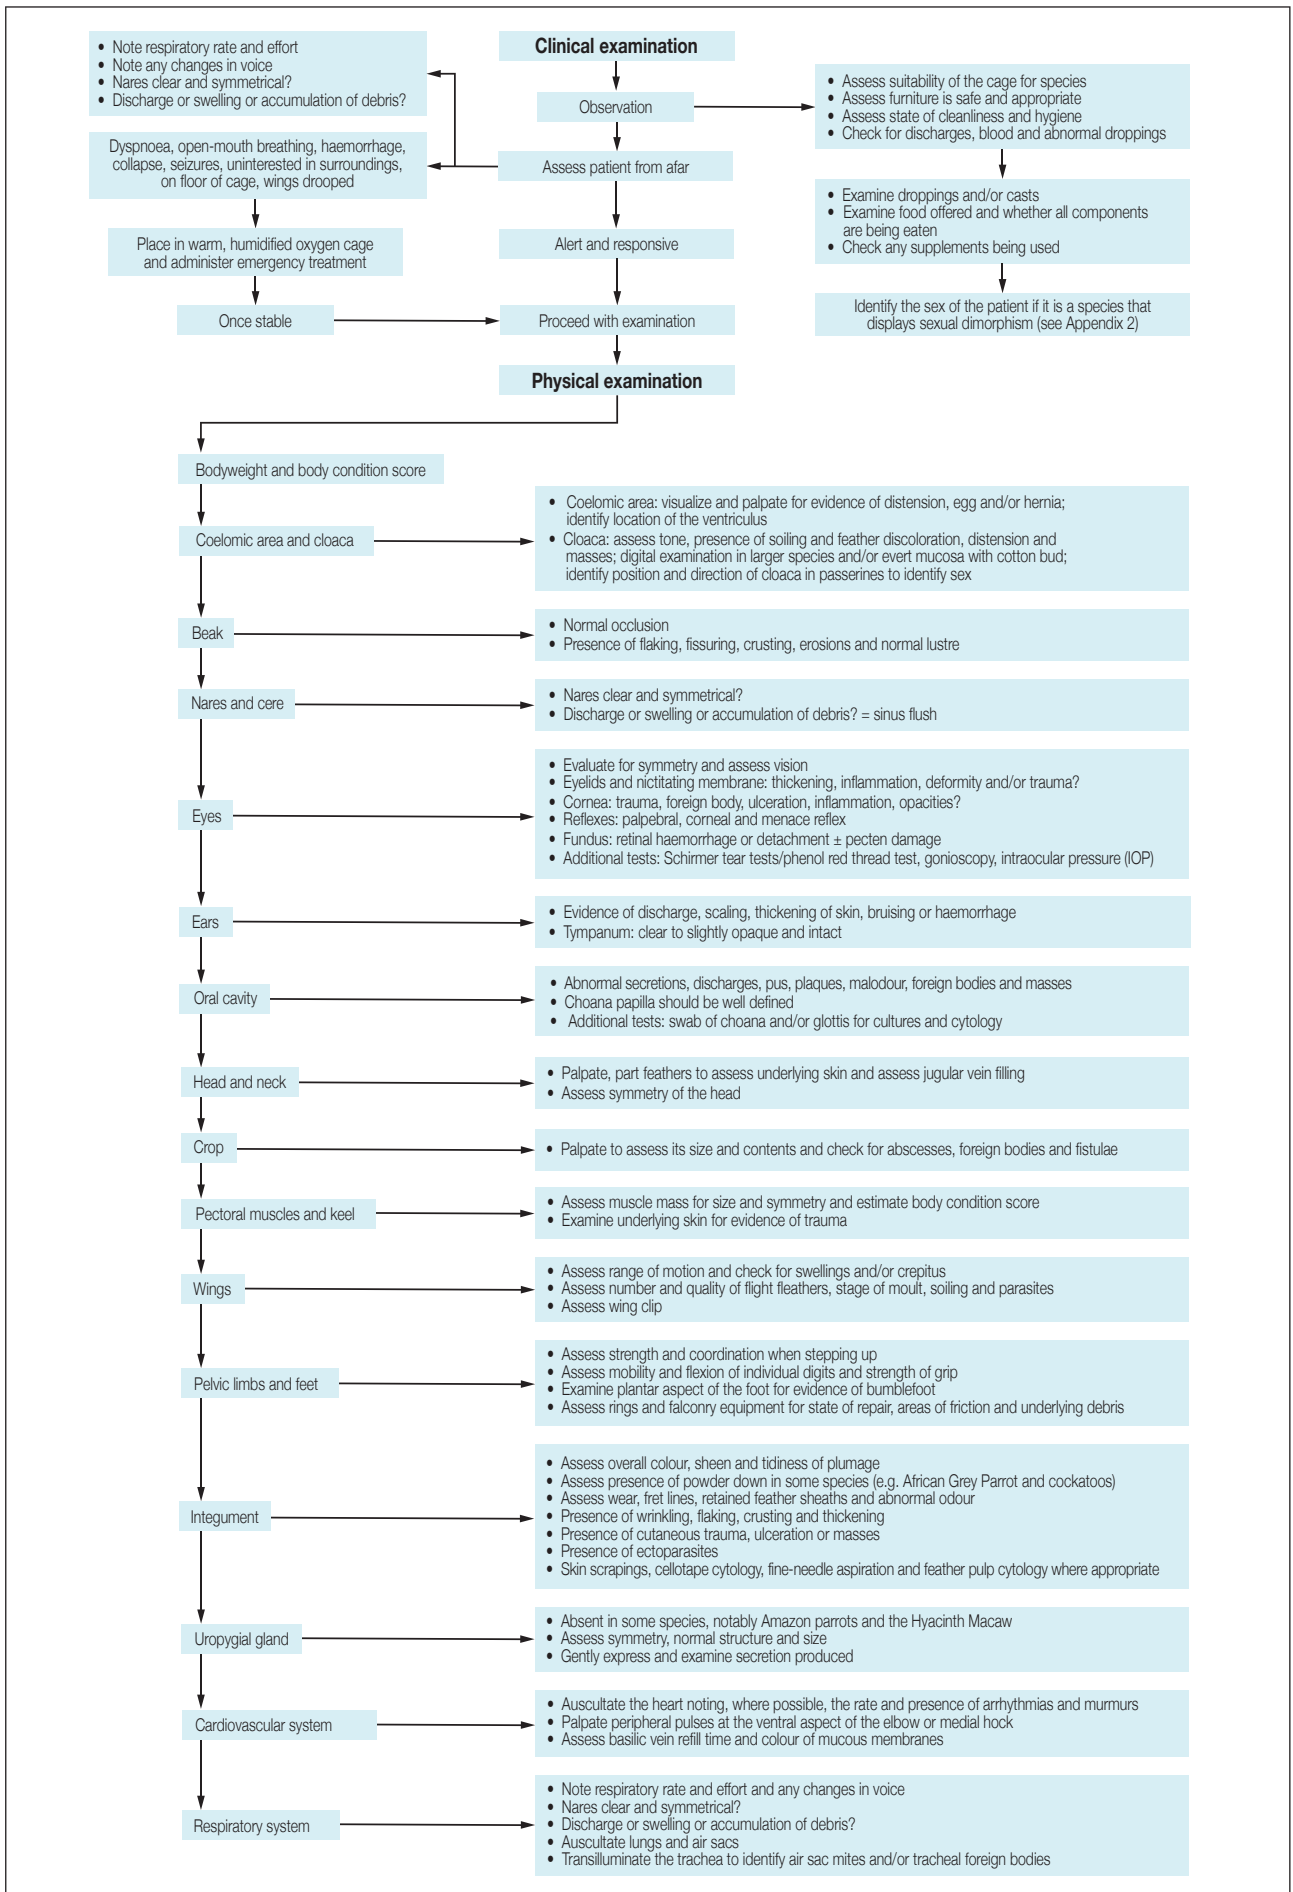 Clinical examination
• Note respiratory rate and effort
• Note any changes in voice
• Nares clear and symmetrical?
• Discharge or swelling or accumulation of debris?
Observation
• Assess suitability of the cage for species
• Assess furniture is safe and appropriate
• Assess state of cleanliness and hygiene
• Check for discharges, blood and abnormal droppings
Dyspnoea, open-mouth breathing, haemorrhage,
collapse, seizures, uninterested in surroundings,
on floor of cage, wings drooped
Assess patient from afar
• Examine droppings and/or casts
• Examine food offered and whether all components
are being eaten
• Check any supplements being used
Place in warm, humidified oxygen cage
and administer emergency treatment
Alert and responsive
Once stable
Proceed with examination
Identify the sex of the patient if it is a species that
displays sexual dimorphism (see Appendix 2)
Physical examination
Bodyweight and body condition score
Coelomic area and cloaca
• Coelomic area: visualize and palpate for evidence of distension, egg and/or hernia;
identify location of the ventriculus
• Cloaca: assess tone, presence of soiling and feather discoloration, distension and
masses; digital examination in larger species and/or evert mucosa with cotton bud;
identify position and direction of cloaca in passerines to identify sex
Beak
• Normal occlusion
• Presence of flaking, fissuring, crusting, erosions and normal lustre
Nares and cere
• Nares clear and symmetrical?
• Discharge or swelling or accumulation of debris? = sinus flush
Eyes
• Evaluate for symmetry and assess vision
• Eyelids and nictitating membrane: thickening, inflammation, deformity and/or trauma?
• Cornea: trauma, foreign body, ulceration, inflammation, opacities?
• Reflexes: palpebral, corneal and menace reflex
• Fundus: retinal haemorrhage or detachment ± pecten damage
• Additional tests: Schirmer tear tests/phenol red thread test, gonioscopy, intraocular pressure (IOP)
Ears
• Evidence of discharge, scaling, thickening of skin, bruising or haemorrhage
• Tympanum: clear to slightly opaque and intact
Oral cavity
• Abnormal secretions, discharges, pus, plaques, malodour, foreign bodies and masses
• Choana papilla should be well defined
• Additional tests: swab of choana and/or glottis for cultures and cytology
Head and neck
• Palpate, part feathers to assess underlying skin and assess jugular vein filling
• Assess symmetry of the head
Crop
• Palpate to assess its size and contents and check for abscesses, foreign bodies and fistulae
Pectoral muscles and keel
• Assess muscle mass for size and symmetry and estimate body condition score
• Examine underlying skin for evidence of trauma
Wings
• Assess range of motion and check for swellings and/or crepitus
• Assess number and quality of flight fleathers, stage of moult, soiling and parasites
• Assess wing clip
Pelvic limbs and feet
• Assess strength and coordination when stepping up
• Assess mobility and flexion of individual digits and strength of grip
• Examine plantar aspect of the foot for evidence of bumblefoot
• Assess rings and falconry equipment for state of repair, areas of friction and underlying debris
Integument
• Assess overall colour, sheen and tidiness of plumage
• Assess presence of powder down in some species (e.g. African Grey Parrot and cockatoos)
• Assess wear, fret lines, retained feather sheaths and abnormal odour
• Presence of wrinkling, flaking, crusting and thickening
• Presence of cutaneous trauma, ulceration or masses
• Presence of ectoparasites
• Skin scrapings, cellotape cytology, fine-needle aspiration and feather pulp cytology where appropriate
Uropygial gland
• Absent in some species, notably Amazon parrots and the Hyacinth Macaw
• Assess symmetry, normal structure and size
• Gently express and examine secretion produced
Cardiovascular system
• Auscultate the heart noting, where possible, the rate and presence of arrhythmias and murmurs
• Palpate peripheral pulses at the ventral aspect of the elbow or medial hock
• Assess basilic vein refill time and colour of mucous membranes
Respiratory system
• Note respiratory rate and effort and any changes in voice
• Nares clear and symmetrical?
• Discharge or swelling or accumulation of debris?
• Auscultate lungs and air sacs
• Transilluminate the trachea to identify air sac mites and/or tracheal foreign bodies